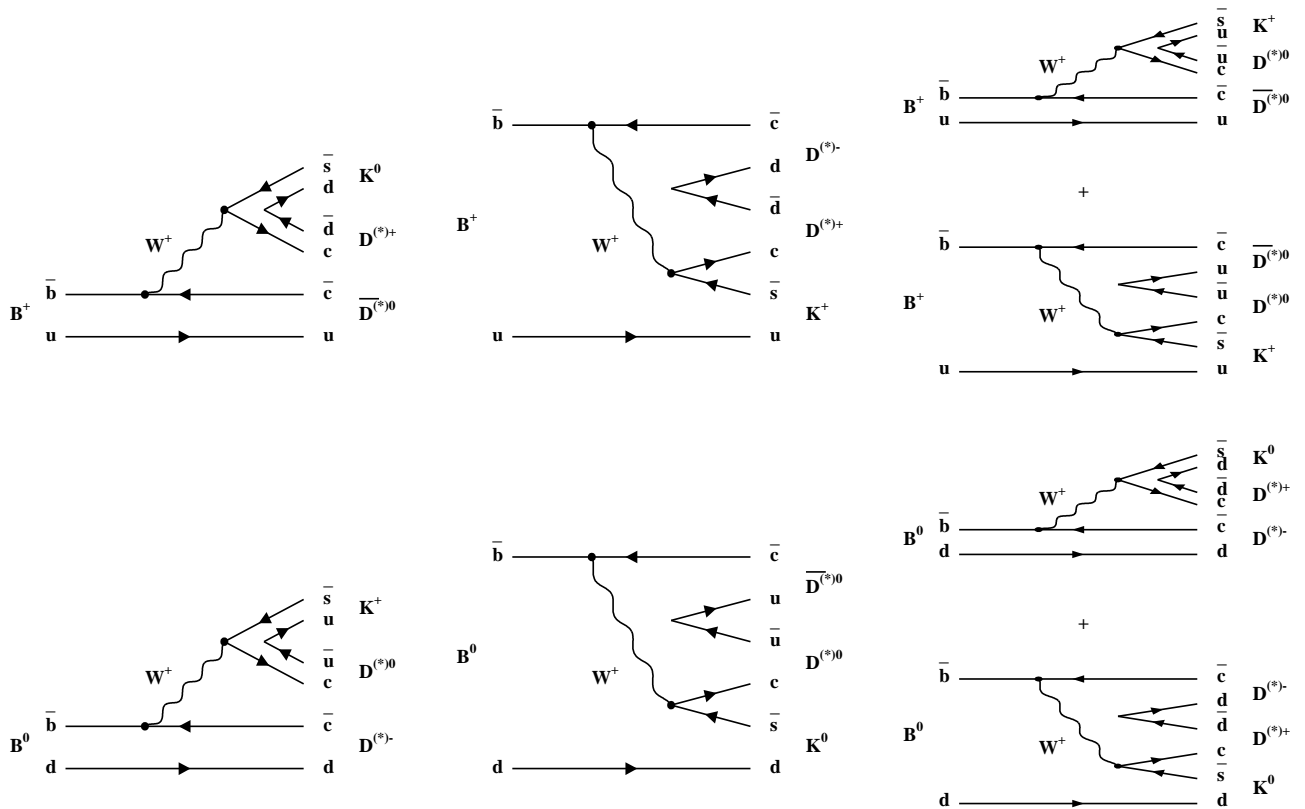 s̄
d
K⁰
d̄
D⁽*⁾⁺
c
W⁺
b̄
c̄
D̄⁽*⁾⁰
B⁺
u
u
b̄
c̄
D⁽*⁾⁻
d
d̄
B⁺
D⁽*⁾⁺
W⁺
c
s̄
K⁺
u
u
s̄
K⁺
u
W⁺
ū
D⁽*⁾⁰
c
b̄
c̄
D̄⁽*⁾⁰
B⁺
u
u
+
b̄
c̄
D̄⁽*⁾⁰
u
B⁺
ū
D⁽*⁾⁰
W⁺
c
s̄
K⁺
u
u
s̄
K⁺
u
ū
D⁽*⁾⁰
W⁺
c
b̄
c̄
D⁽*⁾⁻
B⁰
d
d
b̄
c̄
D̄⁽*⁾⁰
u
ū
B⁰
D⁽*⁾⁰
W⁺
c
s̄
K⁰
d
d
s̄
K⁰
d
W⁺
d̄
D⁽*⁾⁺
c̄
b̄
c̄
D⁽*⁾⁻
B⁰
d
d
+
b̄
c̄
D⁽*⁾⁻
d
B⁰
d̄
D⁽*⁾⁺
W⁺
c
s̄
K⁰
d
d